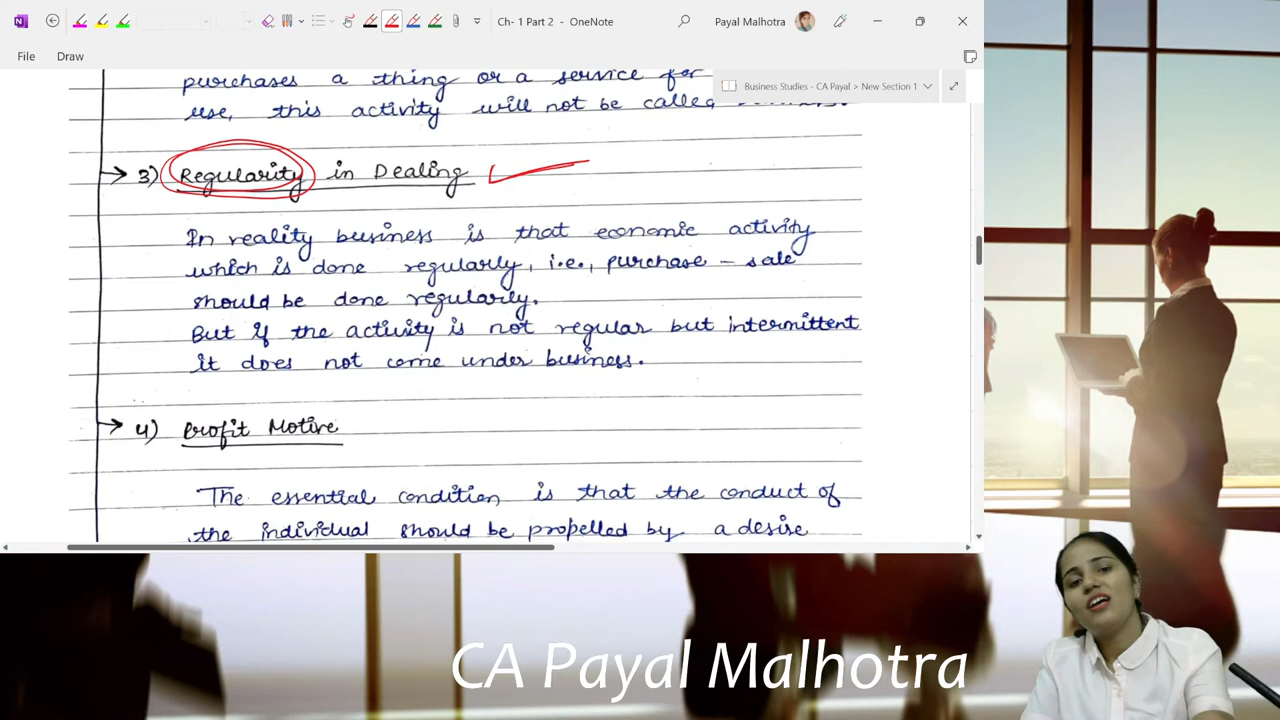 Ch- 1 Part 2 - OneNote
Payal Malhotra
File Draw
Business Studies - CA Payal > New Section 1
purchases a thing or a service for
use, this activity will not be called
→ 3) Regularity in Dealing
In reality business is that economic activity
which is done regularly, i.e., purchase - sale
should be done regularly.
But if the activity is not regular but intermittent
it does not come under business.
→ 4) Profit Motive
The essential condition is that the conduct of
the individual should be propelled by a desire
CA Payal Malhotra